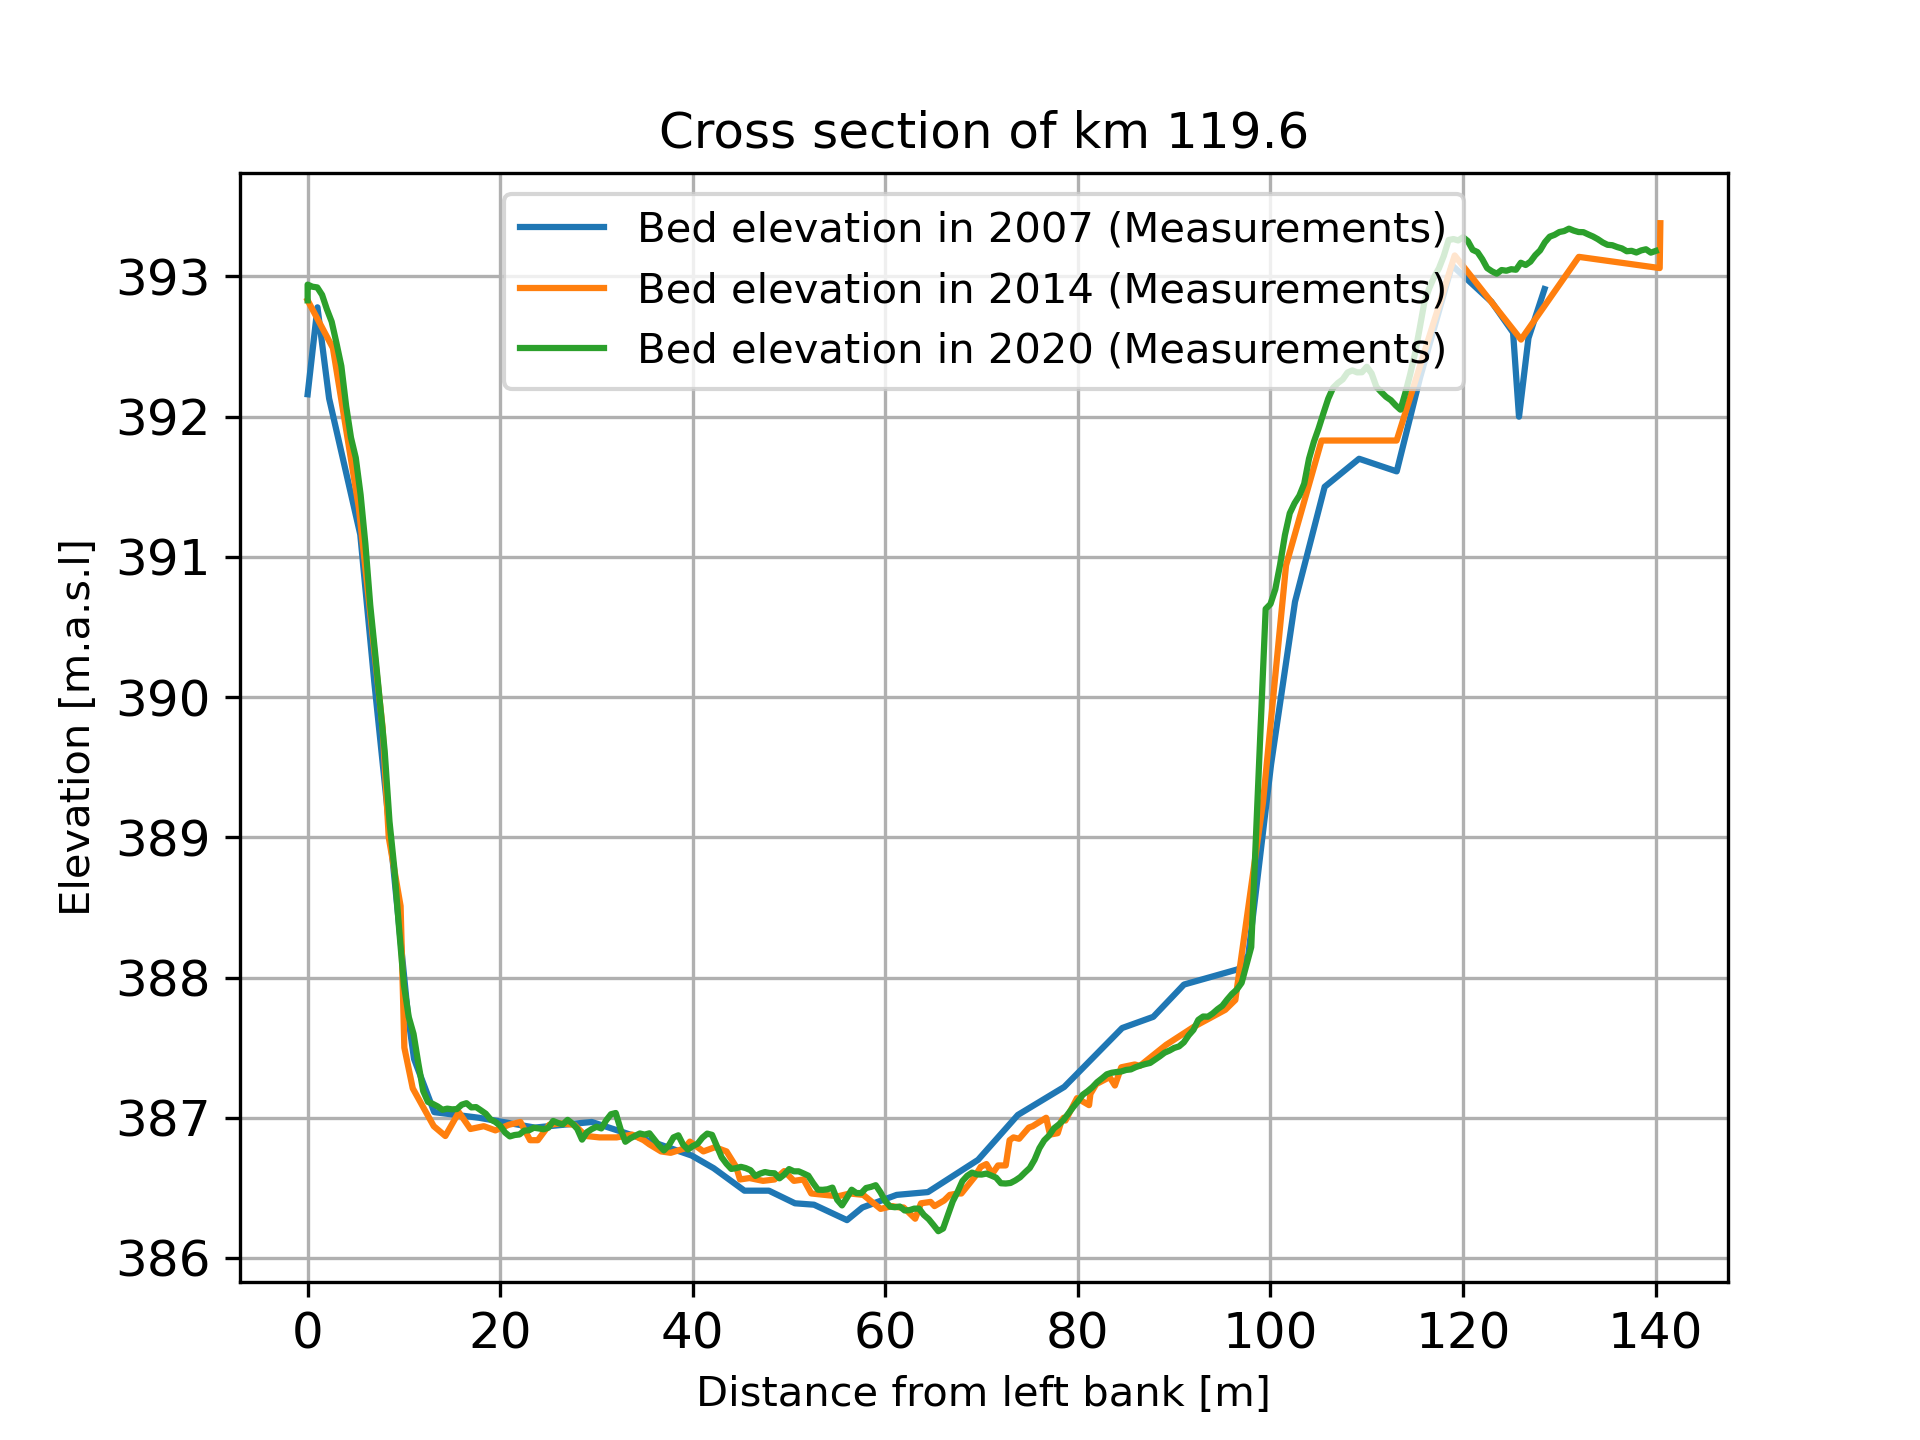 Cross section of km 119.6
Bed elevation in 2007 (Measurements)
Bed elevation in 2014 (Measurements)
Bed elevation in 2020 (Measurements)
393
392
391
390
389
388
387
386
Elevation [m.a.s.l]
0 20 40 60 80 100 120 140
Distance from left bank [m]